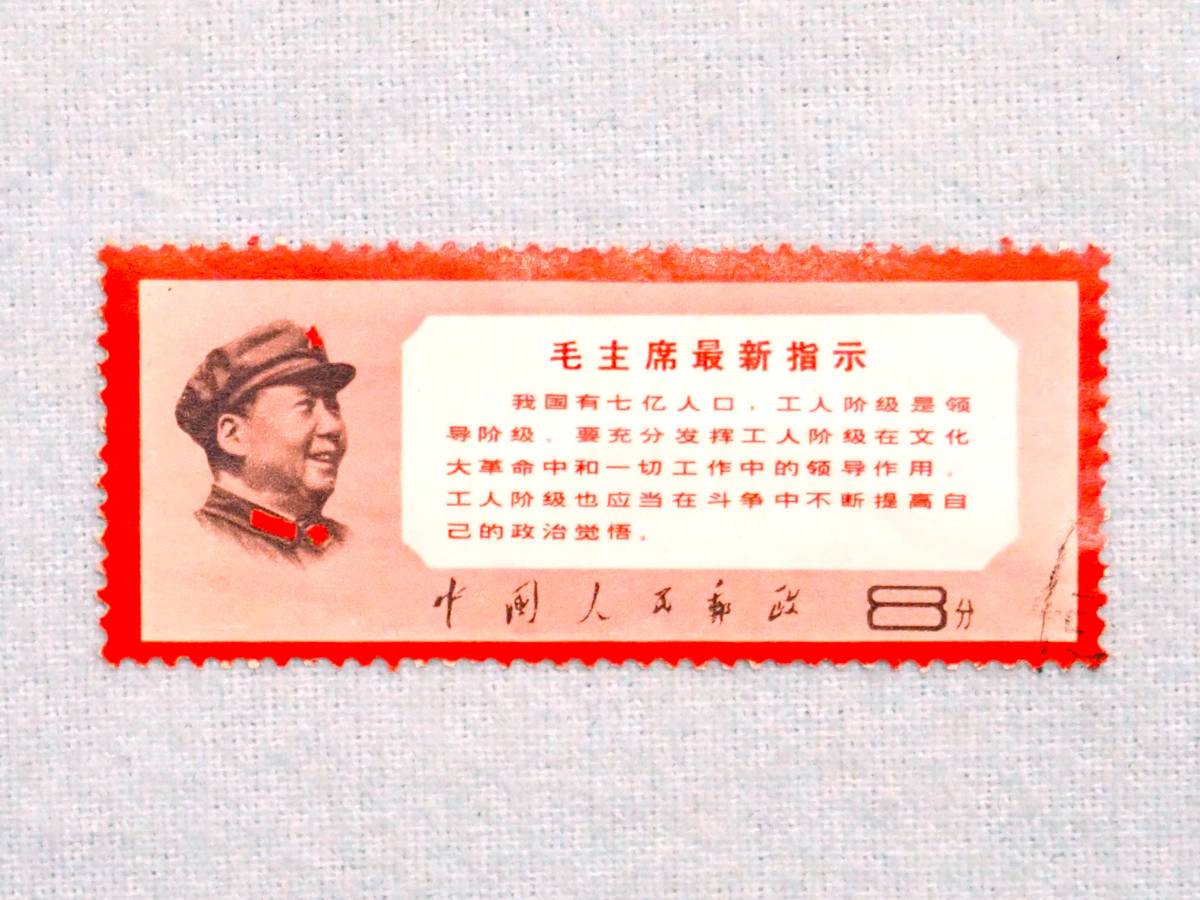 毛主席最新指示
我国有七亿人口，工人阶级是领
导阶级。要充分发挥工人阶级在文化
大革命中和一切工作中的领导作用。
工人阶级也应当在斗争中不断提高自
己的政治觉悟。
中国人民郵政 8分